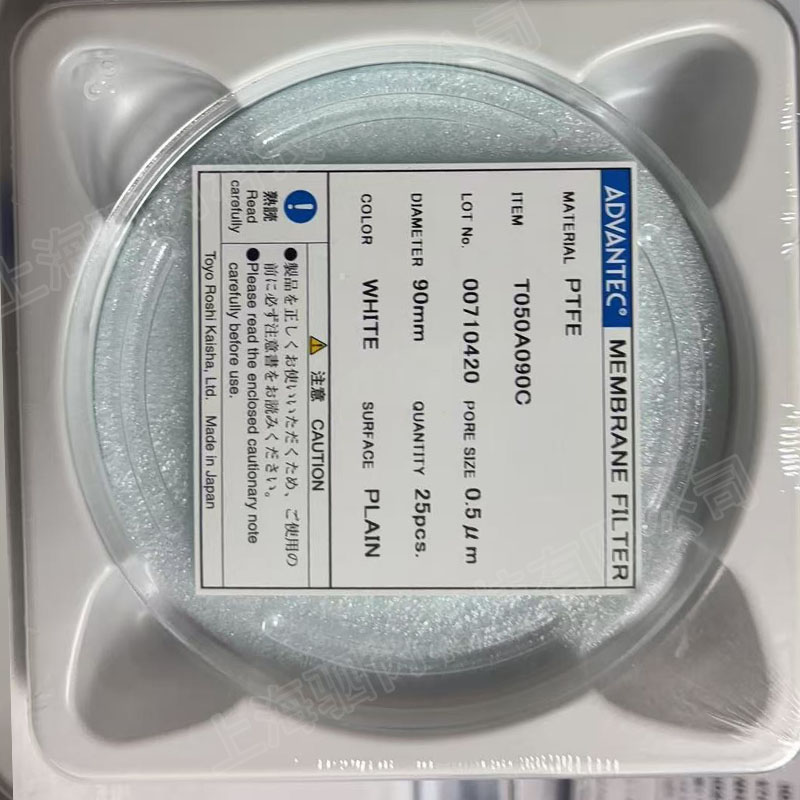 ADVANTEC® MEMBRANE FILTER
MATERIAL PTFE
ITEM T050A090C
LOT No. 00710420 PORE SIZE 0.5μm
DIAMETER 90mm QUANTITY 25pcs.
COLOR WHITE SURFACE PLAIN
熟読
Read
carefully
注意 CAUTION
●製品を正しくお使いいただくため、ご使用の
前に必ず注意書をお読みください。
●Please read the enclosed cautionary note
carefully before use.
Toyo Roshi Kaisha, Ltd. Made in Japan